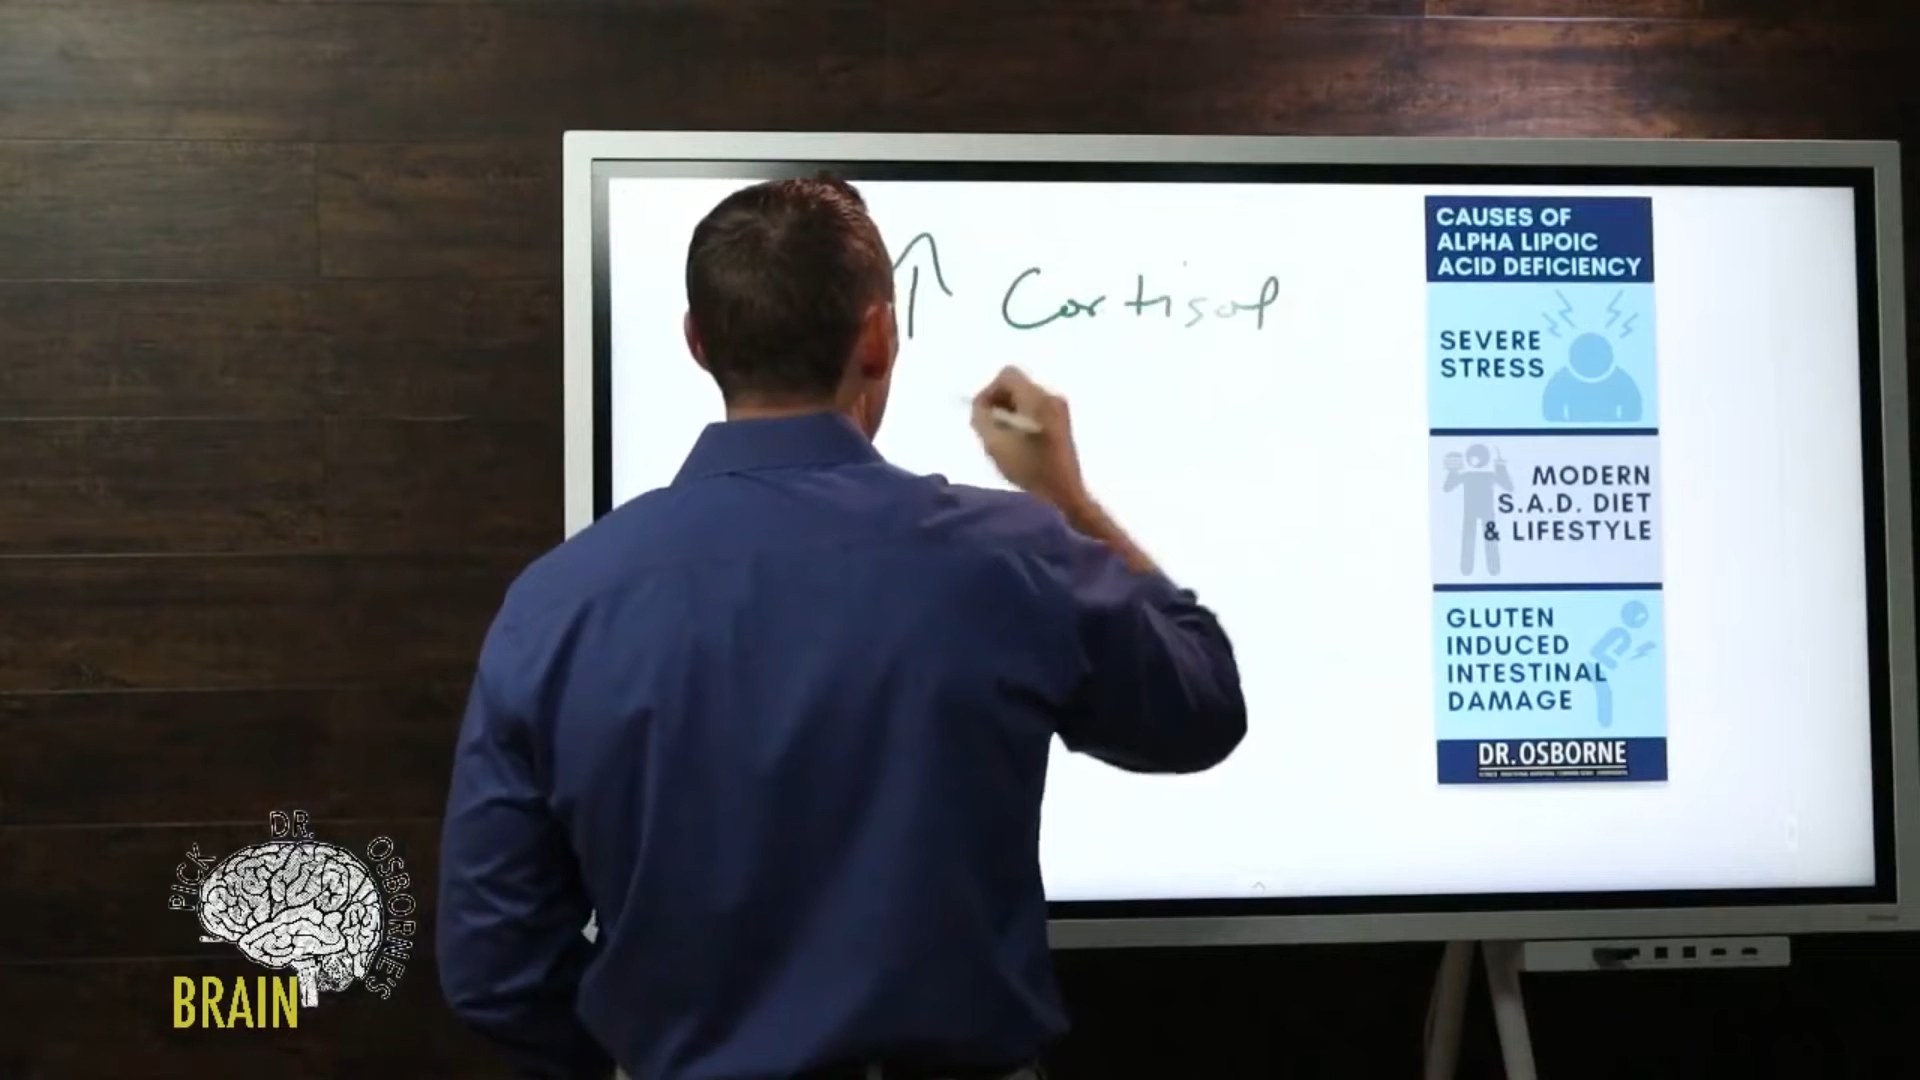 ↑ Cortisol
CAUSES OF
ALPHA LIPOIC
ACID DEFICIENCY
SEVERE
STRESS
MODERN
S.A.D. DIET
& LIFESTYLE
GLUTEN
INDUCED
INTESTINAL
DAMAGE
DR. OSBORNE
PICK DR. OSBORNE'S
BRAIN